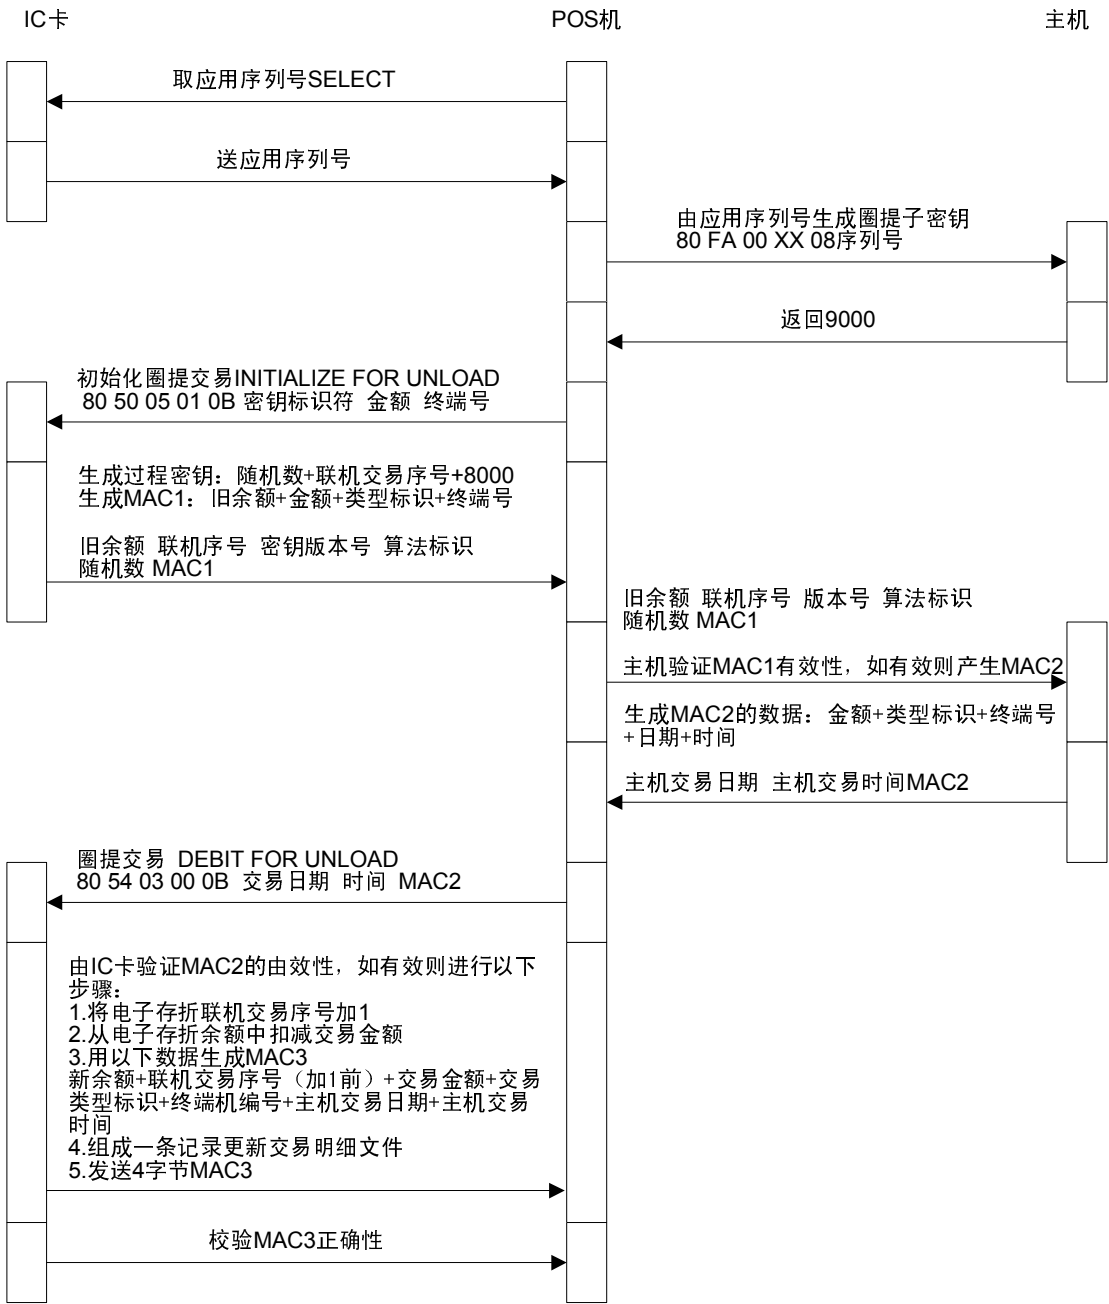 IC卡
POS机
主机
取应用序列号SELECT
送应用序列号
由应用序列号生成圈提子密钥
80 FA 00 XX 08序列号
返回9000
初始化圈提交易INITIALIZE FOR UNLOAD
80 50 05 01 0B 密钥标识符 金额 终端号
生成过程密钥：随机数+联机交易序号+8000
生成MAC1：旧余额+金额+类型标识+终端号
旧余额 联机序号 密钥版本号 算法标识
随机数 MAC1
旧余额 联机序号 版本号 算法标识
随机数 MAC1
主机验证MAC1有效性，如有效则产生MAC2
生成MAC2的数据：金额+类型标识+终端号
+日期+时间
主机交易日期 主机交易时间MAC2
圈提交易 DEBIT FOR UNLOAD
80 54 03 00 0B 交易日期 时间 MAC2
由IC卡验证MAC2的由效性，如有效则进行以下
步骤：
1.将电子存折联机交易序号加1
2.从电子存折余额中扣减交易金额
3.用以下数据生成MAC3
新余额+联机交易序号（加1前）+交易金额+交易
类型标识+终端机编号+主机交易日期+主机交易
时间
4.组成一条记录更新交易明细文件
5.发送4字节MAC3
校验MAC3正确性